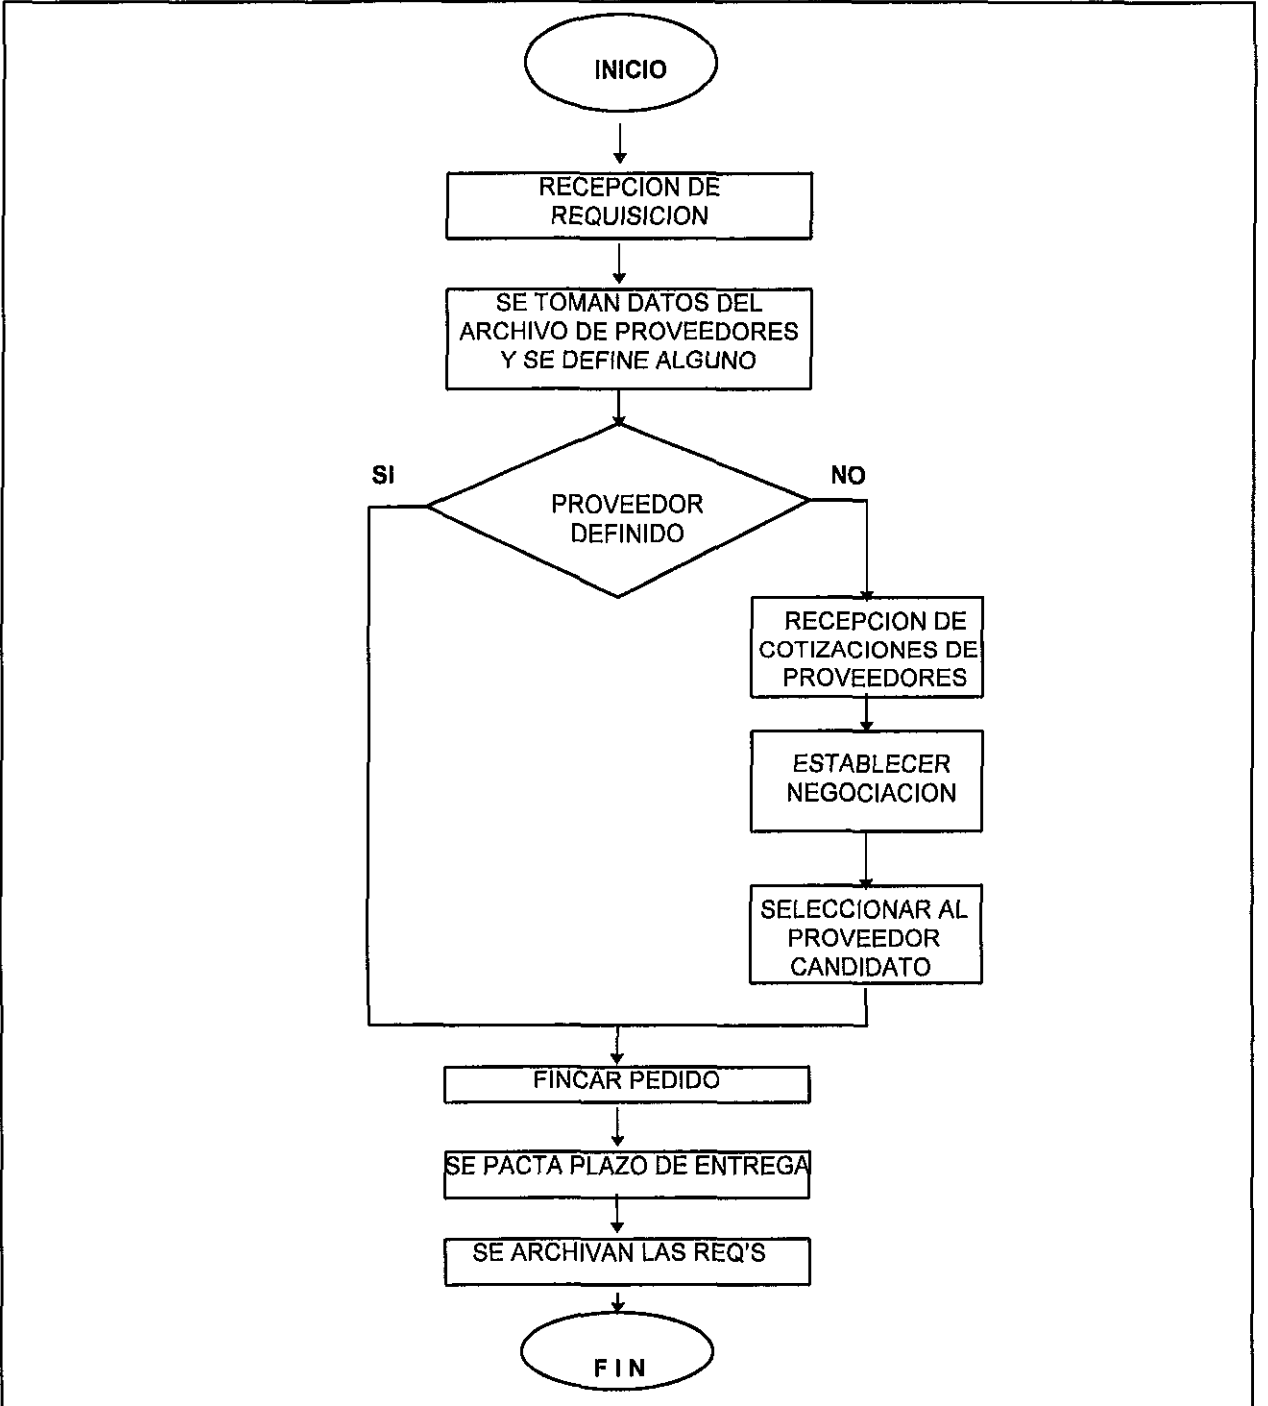 INICIO
RECEPCION DE
REQUISICION
SE TOMAN DATOS DEL
ARCHIVO DE PROVEEDORES
Y SE DEFINE ALGUNO
SI
NO
PROVEEDOR
DEFINIDO
RECEPCION DE
COTIZACIONES DE
PROVEEDORES
ESTABLECER
NEGOCIACION
SELECCIONAR AL
PROVEEDOR
CANDIDATO
FINCAR PEDIDO
SE PACTA PLAZO DE ENTREGA
SE ARCHIVAN LAS REQ'S
F I N